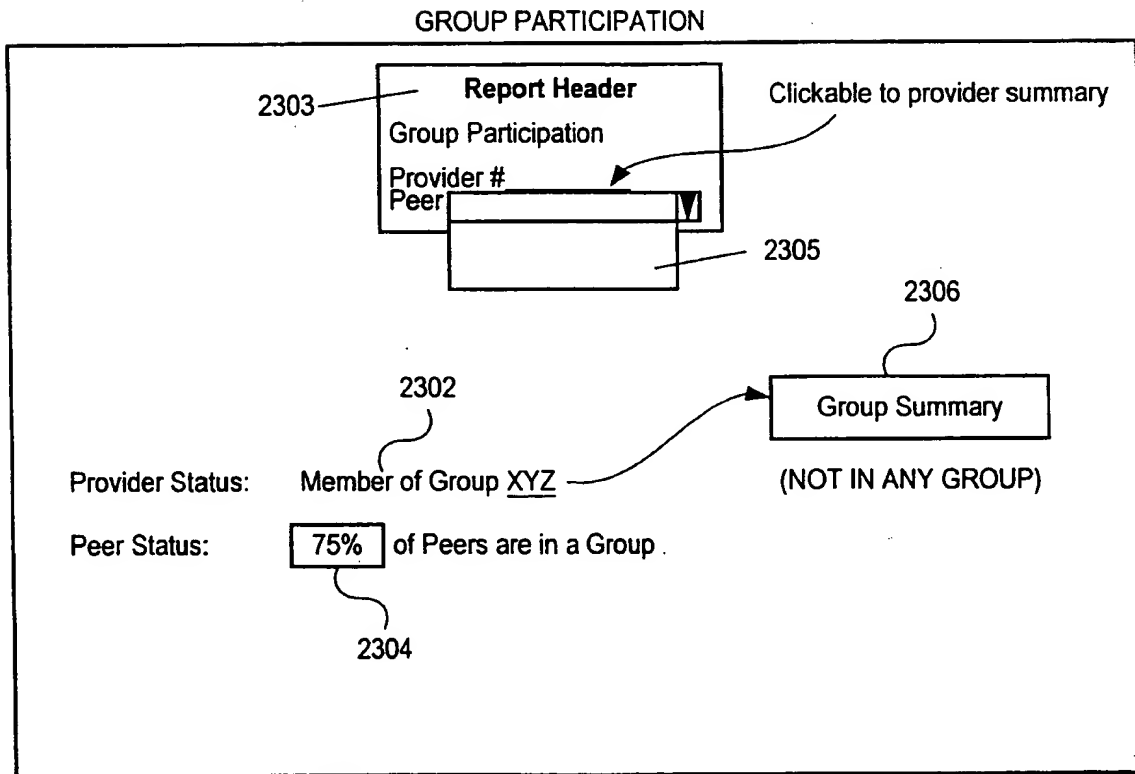 GROUP PARTICIPATION
Report Header
2303
Clickable to provider summary
Group Participation
Provider #
Peer
2305
2306
2302
Group Summary
Provider Status: Member of Group XYZ
(NOT IN ANY GROUP)
Peer Status: 75% of Peers are in a Group
2304